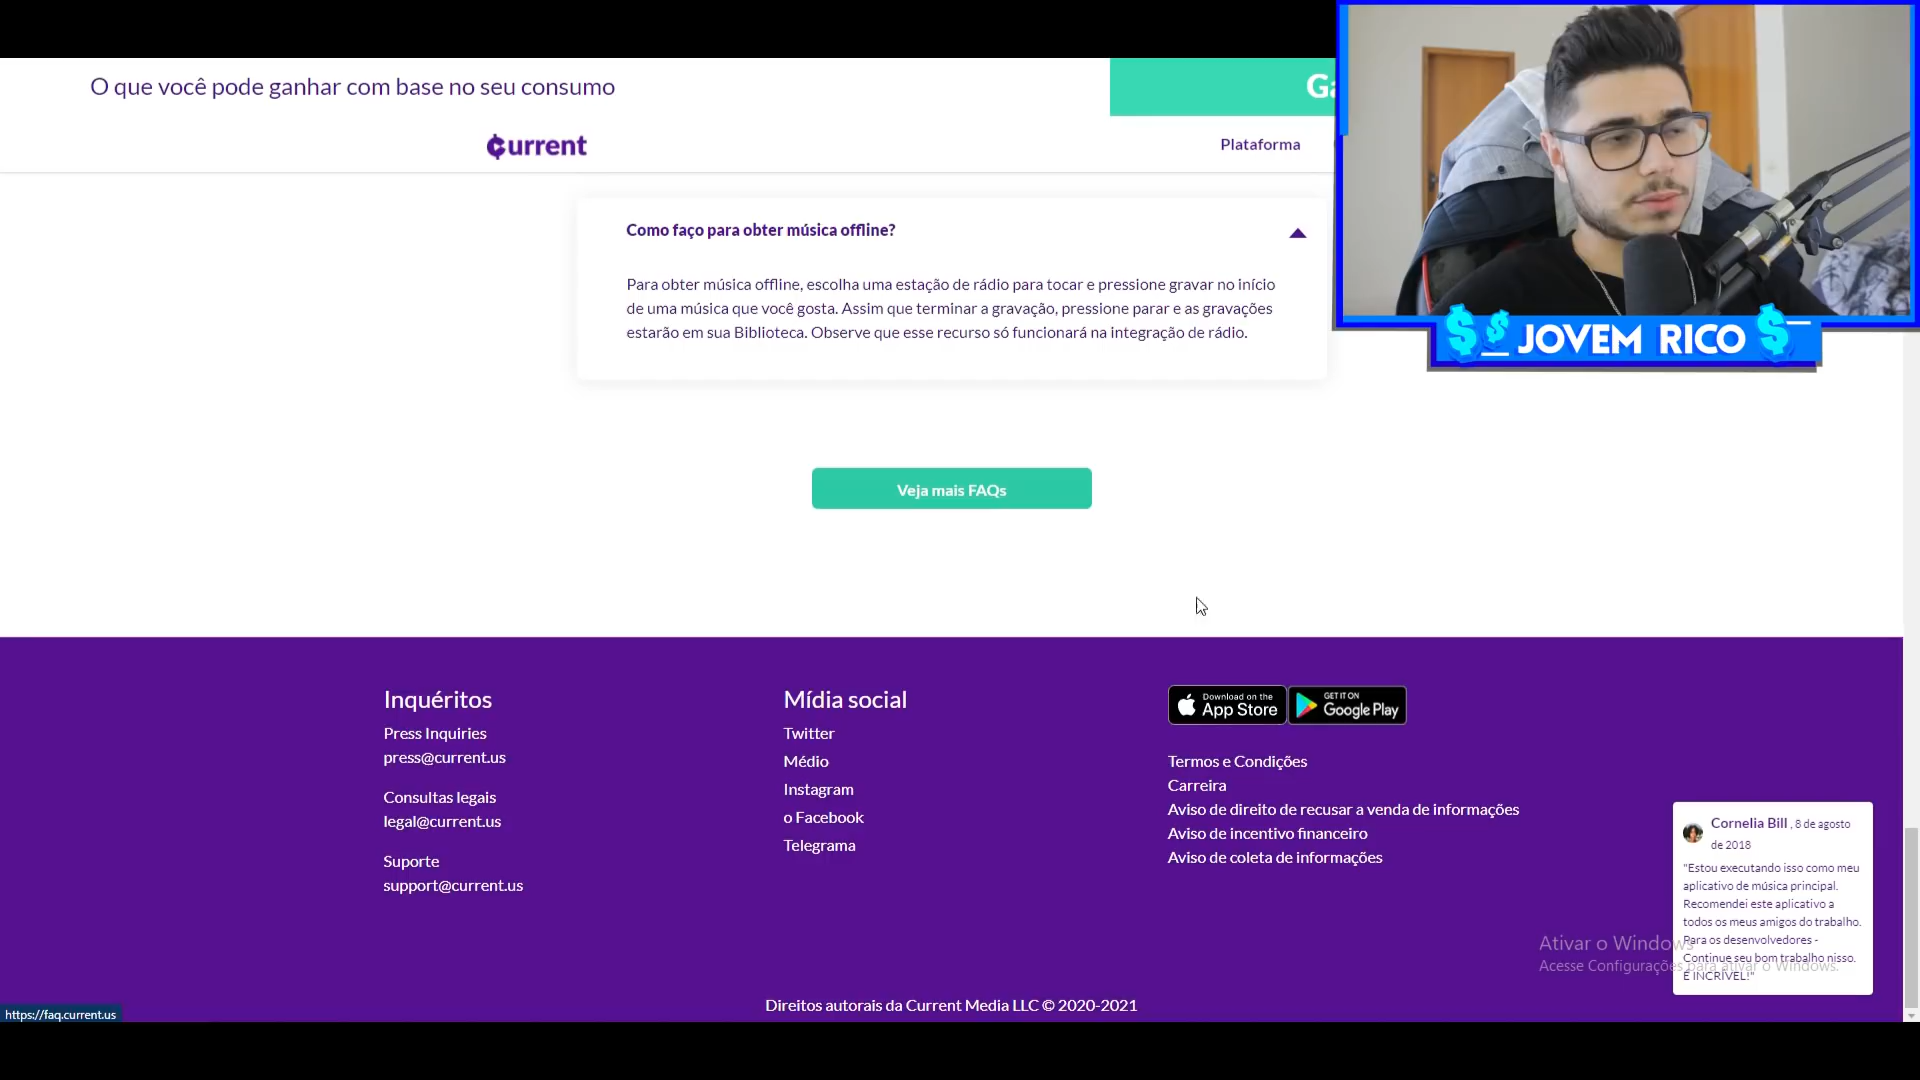 O que você pode ganhar com base no seu consumo
Ga
Current
Plataforma
Como faço para obter música offline?
Para obter música offline, escolha uma estação de rádio para tocar e pressione gravar no início
de uma música que você gosta. Assim que terminar a gravação, pressione parar e as gravações
estarão em sua Biblioteca. Observe que esse recurso só funcionará na integração de rádio.
$$ JOVEM RICO $
Veja mais FAQs
Inquéritos
Press Inquiries
press@current.us
Consultas legais
legal@current.us
Suporte
support@current.us
Mídia social
Twitter
Médio
Instagram
o Facebook
Telegrama
Download on the
App Store
GET IT ON
Google Play
Termos e Condições
Carreira
Aviso de direito de recusar a venda de informações
Aviso de incentivo financeiro
Aviso de coleta de informações
Cornelia Bill , 8 de agosto
de 2018
"Estou executando isso como meu
aplicativo de música principal.
Recomendei este aplicativo a
todos os meus amigos do trabalho.
Para os desenvolvedores -
Continue seu bom trabalho nisso.
É INCRÍVEL!"
Ativar o Windows
Acesse Configurações para ativar o Windows.
Direitos autorais da Current Media LLC © 2020-2021
https://faq.current.us